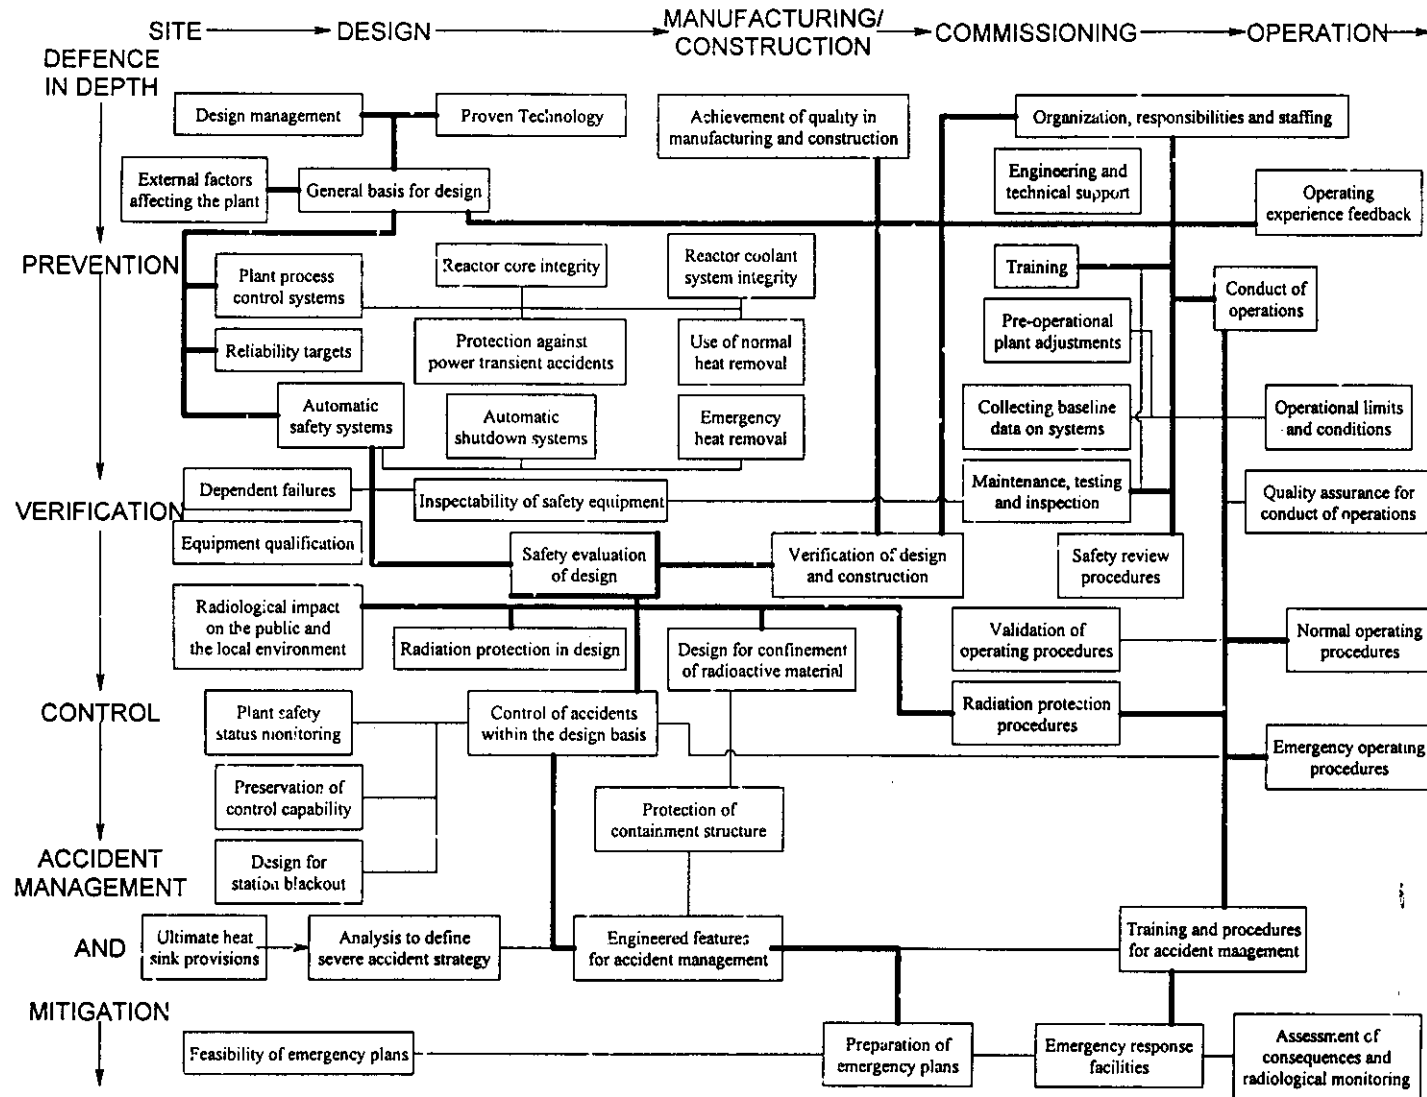 SITE
DESIGN
MANUFACTURING/
CONSTRUCTION
COMMISSIONING
OPERATION
DEFENCE
IN DEPTH
Design management
Proven Technology
Achievement of quality in
manufacturing and construction
Organization, responsibilities and staffing
External factors
affecting the plant
General basis for design
Engineering and
technical support
Operating
experience feedback
PREVENTION
Plant process
control systems
Reactor core integrity
Reactor coolant
system integrity
Training
Conduct of
operations
Reliability targets
Protection against
power transient accidents
Use of normal
heat removal
Pre-operational
plant adjustments
Automatic
safety systems
Automatic
shutdown systems
Emergency
heat removal
Collecting baseline
data on systems
Operational limits
and conditions
VERIFICATION
Dependent failures
Inspectability of safety equipment
Maintenance, testing
and inspection
Quality assurance for
conduct of operations
Equipment qualification
Safety evaluation
of design
Verification of design
and construction
Safety review
procedures
Radiological impact
on the public and
the local environment
Radiation protection in design
Design for confinement
of radioactive material
Validation of
operating procedures
Normal operating
procedures
CONTROL
Plant safety
status monitoring
Control of accidents
within the design basis
Radiation protection
procedures
Emergency operating
procedures
Preservation of
control capability
Protection of
containment structure
ACCIDENT
MANAGEMENT
Design for
station blackout
AND
Ultimate heat
sink provisions
Analysis to define
severe accident strategy
Engineered features
for accident management
Training and procedures
for accident maagement
MITIGATION
Feasibility of emergency plans
Preparation of
emergency plans
Emergency response
facilities
Assessment of
consequences and
radiological monitoring